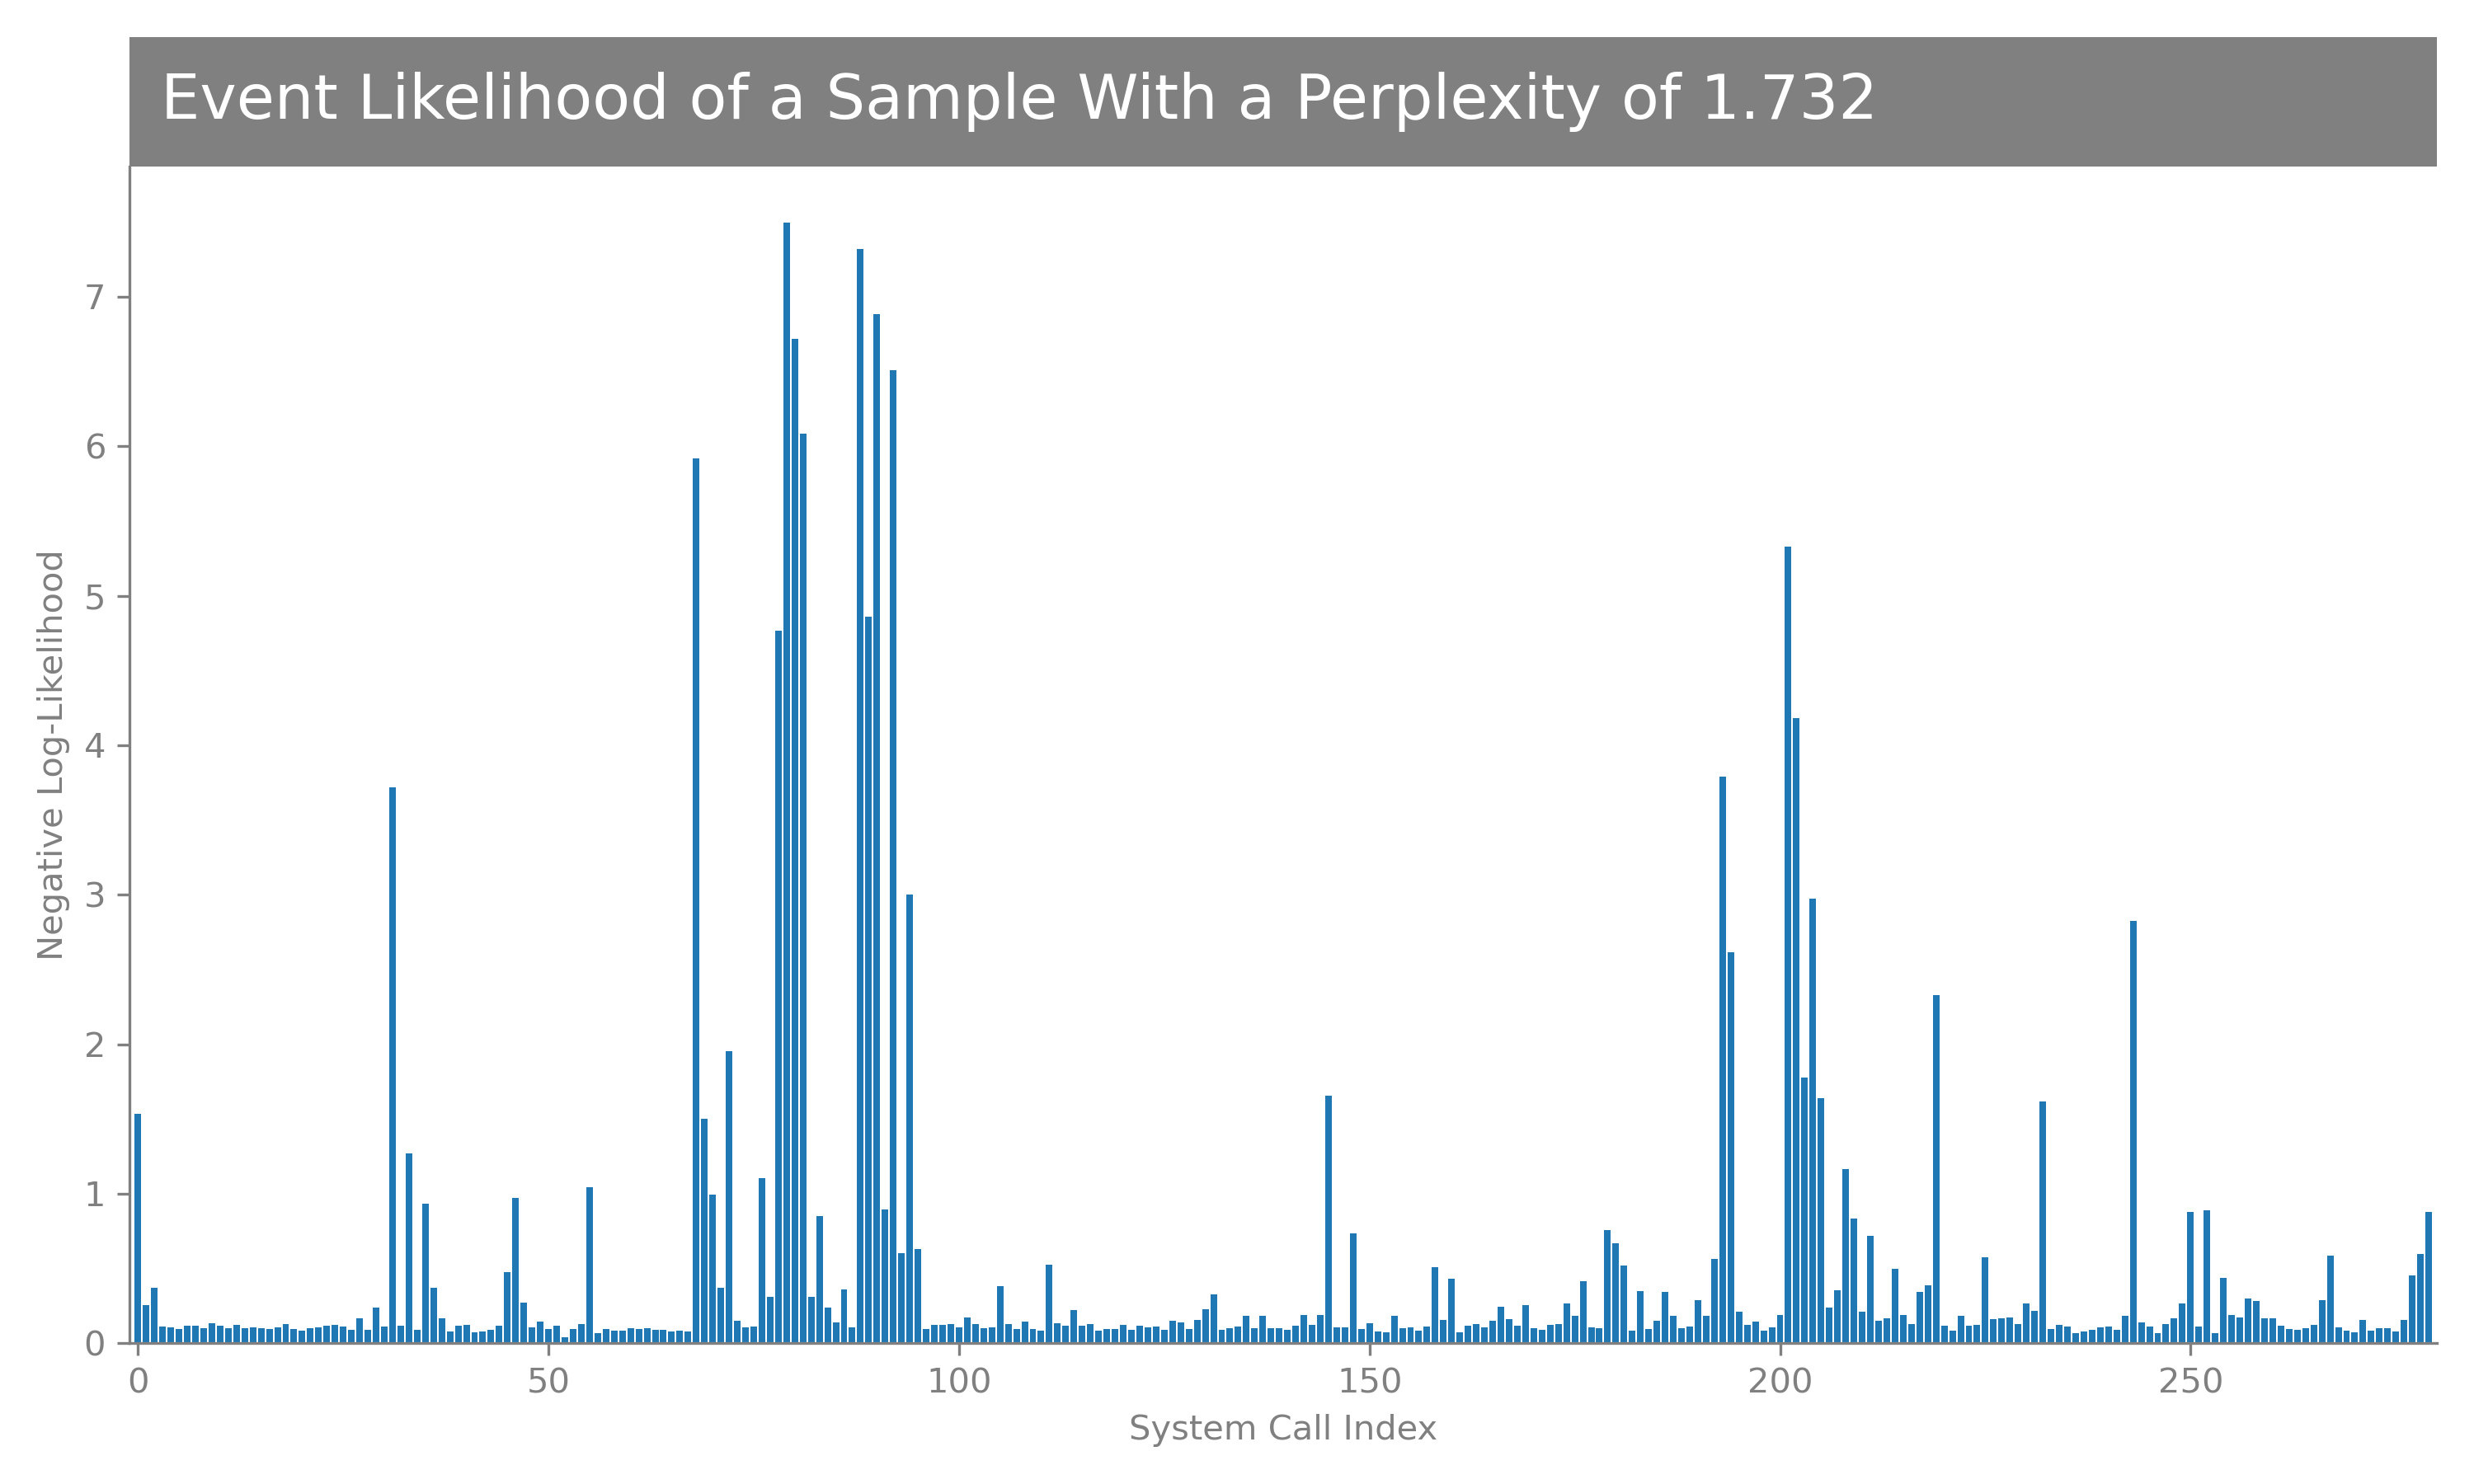 Event Likelihood of a Sample With a Perplexity of 1.732
Negative Log-Likelihood
7
6
5
4
3
2
1
0
0 50 100 150 200 250
System Call Index